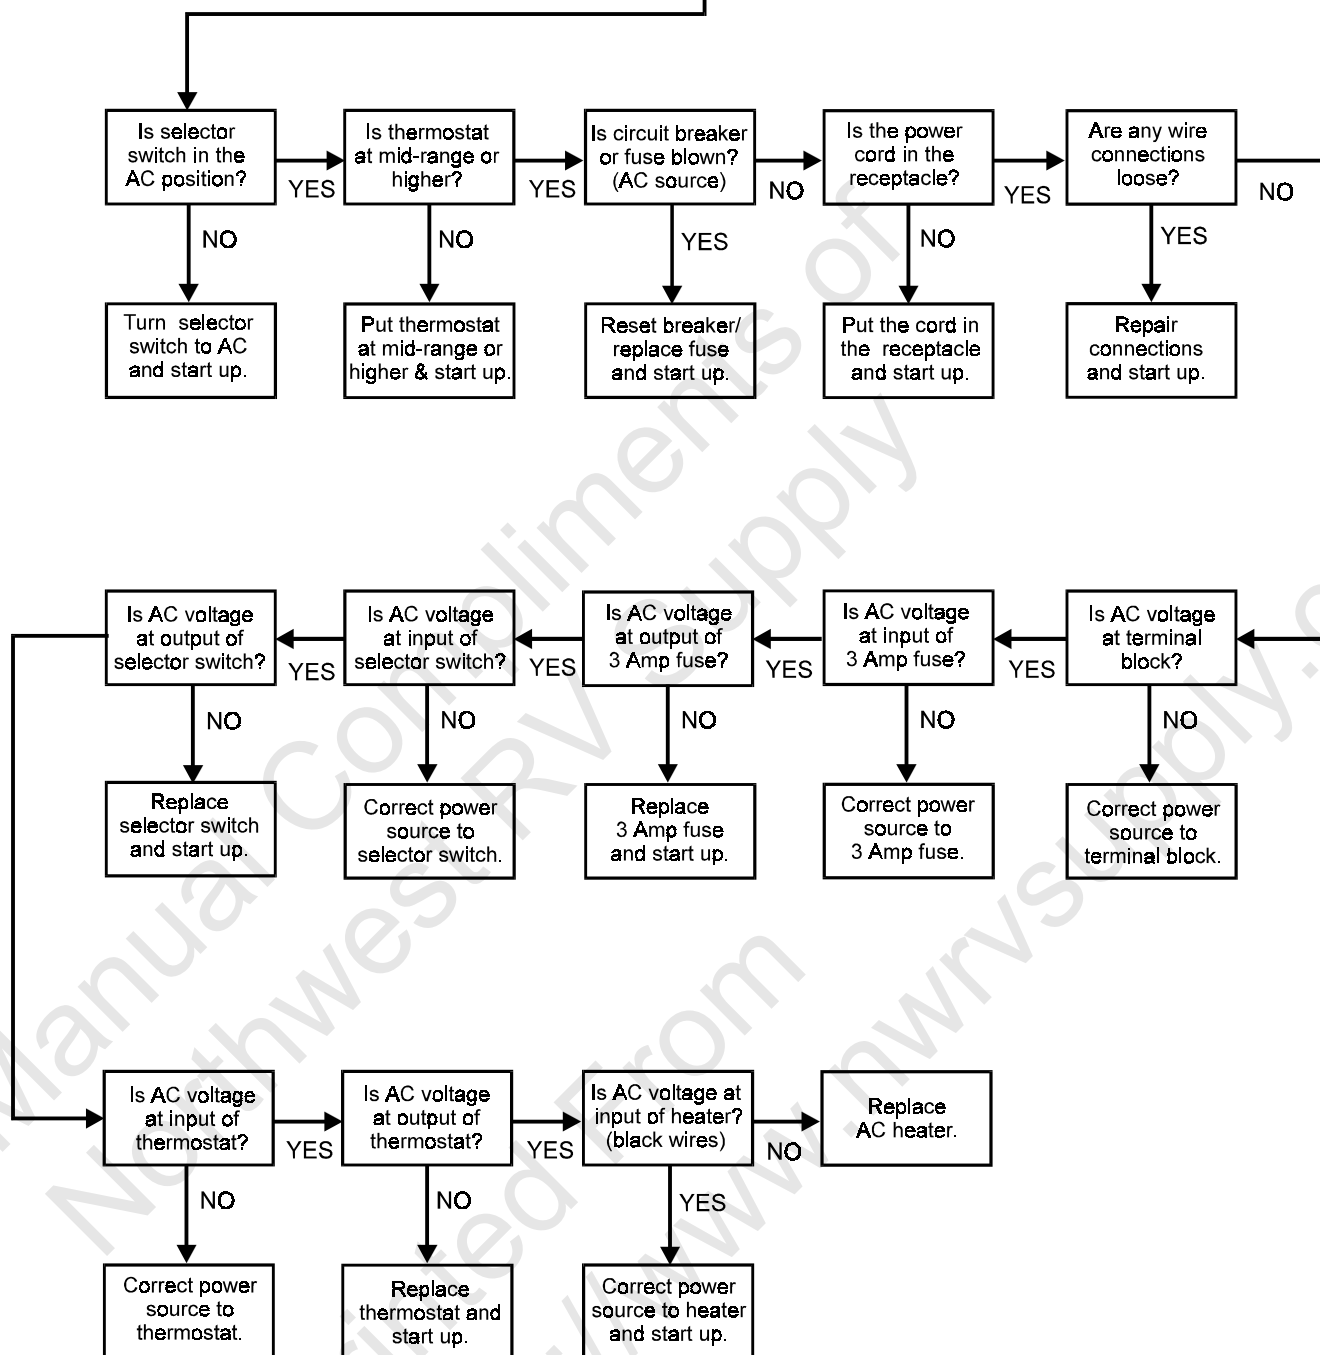 Is selector
switch in the
AC position?
YES
Is thermostat
at mid-range or
higher?
YES
Is circuit breaker
or fuse blown?
(AC source)
NO
Is the power
cord in the
receptacle?
YES
Are any wire
connections
loose?
NO
NO
NO
YES
NO
YES
Turn selector
switch to AC
and start up.
Put thermostat
at mid-range or
higher & start up.
Reset breaker/
replace fuse
and start up.
Put the cord in
the receptacle
and start up.
Repair
connections
and start up.
Is AC voltage
at output of
selector switch?
YES
Is AC voltage
at input of
selector switch?
YES
Is AC voltage
at output of
3 Amp fuse?
YES
Is AC voltage
at input of
3 Amp fuse?
YES
Is AC voltage
at terminal
block?
NO
NO
NO
NO
NO
Replace
selector switch
and start up.
Correct power
source to
selector switch.
Replace
3 Amp fuse
and start up.
Correct power
source to
3 Amp fuse.
Correct power
source to
terminal block.
Is AC voltage
at input of
thermostat?
YES
Is AC voltage
at output of
thermostat?
YES
Is AC voltage at
input of heater?
(black wires)
NO
Replace
AC heater.
NO
NO
YES
Correct power
source to
thermostat.
Replace
thermostat and
start up.
Correct power
source to heater
and start up.
Manual Compliments of
Northwest RV Supply
From
www.nwrvsupply.